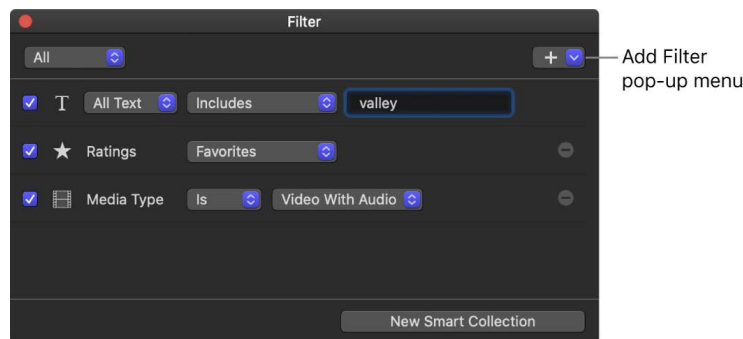 Filter
All
Add Filter
pop-up menu
T All Text Includes valley
Ratings Favorites
Media Type Is Video With Audio
New Smart Collection